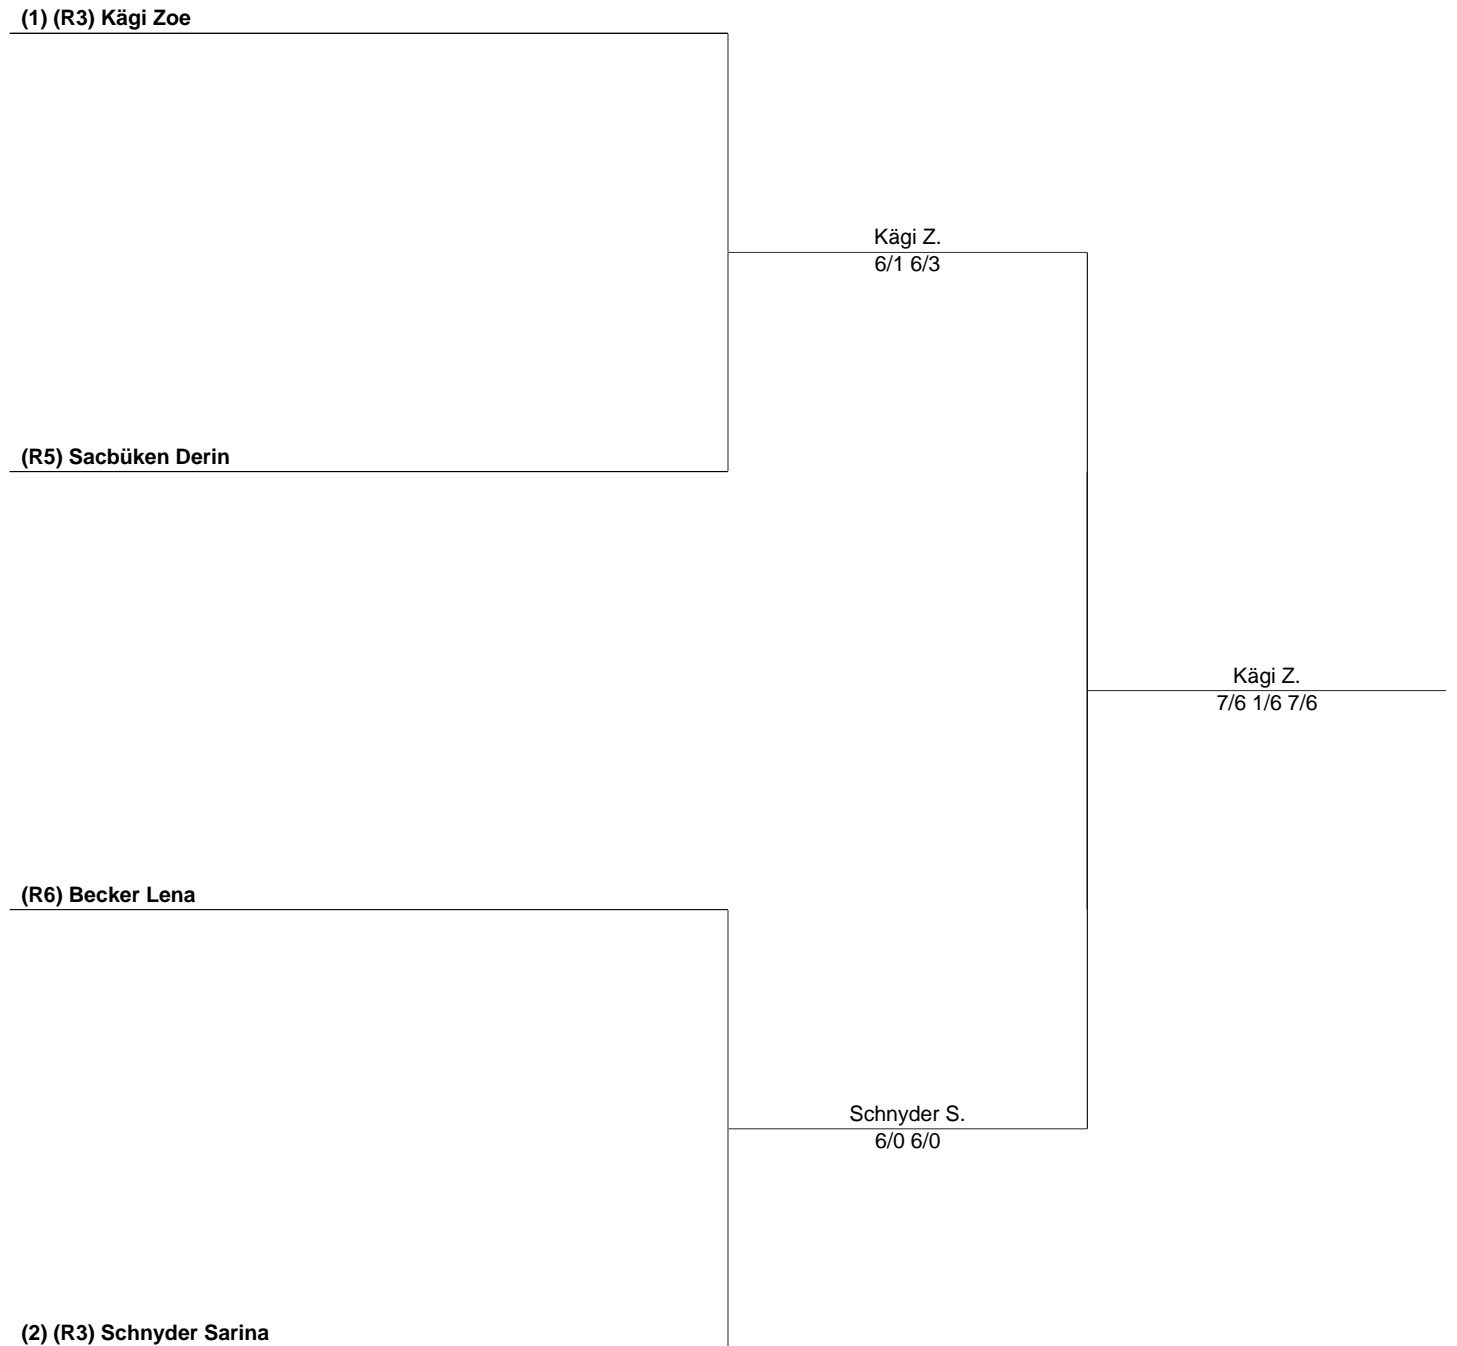 (1) (R3) Kägi Zoe
Kägi Z.
6/1 6/3
(R5) Sacbüken Derin
Kägi Z.
7/6 1/6 7/6
(R6) Becker Lena
Schnyder S.
6/0 6/0
(2) (R3) Schnyder Sarina